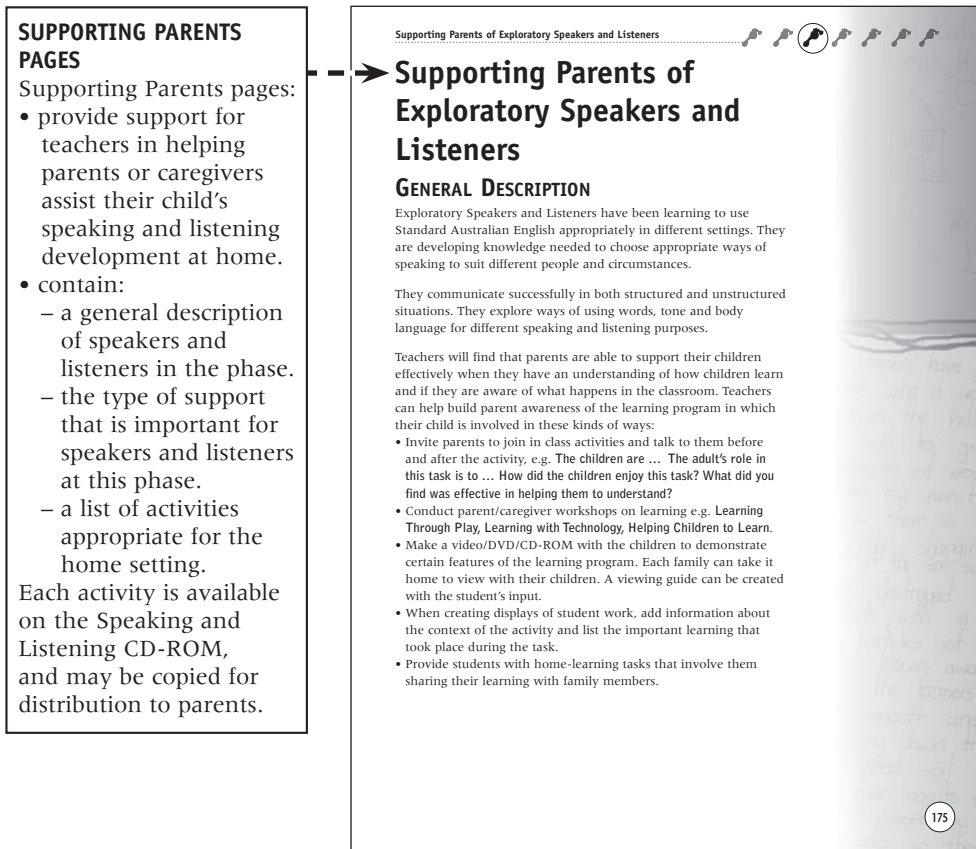 SUPPORTING PARENTS
PAGES
Supporting Parents pages:
• provide support for
teachers in helping
parents or caregivers
assist their child’s
speaking and listening
development at home.
• contain:
– a general description
of speakers and
listeners in the phase.
– the type of support
that is important for
speakers and listeners
at this phase.
– a list of activities
appropriate for the
home setting.
Each activity is available
on the Speaking and
Listening CD-ROM,
and may be copied for
distribution to parents.
Supporting Parents of Exploratory Speakers and Listeners
Supporting Parents of
Exploratory Speakers and
Listeners
GENERAL DESCRIPTION
Exploratory Speakers and Listeners have been learning to use
Standard Australian English appropriately in different settings. They
are developing knowledge needed to choose appropriate ways of
speaking to suit different people and circumstances.
They communicate successfully in both structured and unstructured
situations. They explore ways of using words, tone and body
language for different speaking and listening purposes.
Teachers will find that parents are able to support their children
effectively when they have an understanding of how children learn
and if they are aware of what happens in the classroom. Teachers
can help build parent awareness of the learning program in which
their child is involved in these kinds of ways:
• Invite parents to join in class activities and talk to them before
and after the activity, e.g. The children are … The adult’s role in
this task is to … How did the children enjoy this task? What did you
find was effective in helping them to understand?
• Conduct parent/caregiver workshops on learning e.g. Learning
Through Play, Learning with Technology, Helping Children to Learn.
• Make a video/DVD/CD-ROM with the children to demonstrate
certain features of the learning program. Each family can take it
home to view with their children. A viewing guide can be created
with the student’s input.
• When creating displays of student work, add information about
the context of the activity and list the important learning that
took place during the task.
• Provide students with home-learning tasks that involve them
sharing their learning with family members.
175